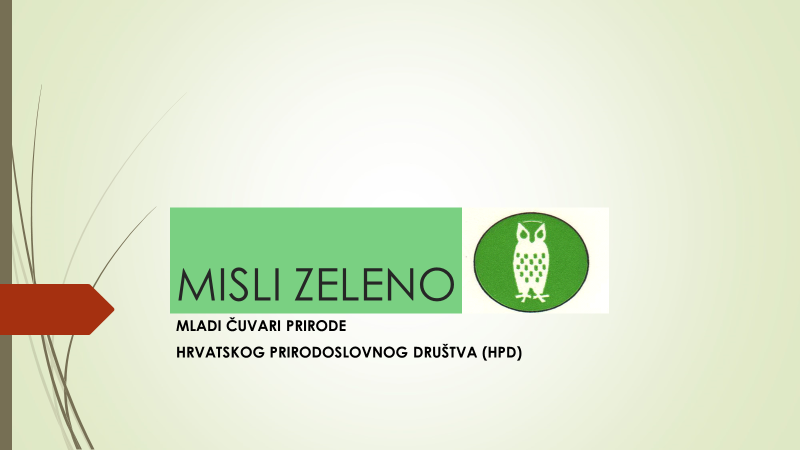 MISLI ZELENO
MLADI ČUVARI PRIRODE
HRVATSKOG PRIRODOSLOVNOG DRUŠTVA (HPD)